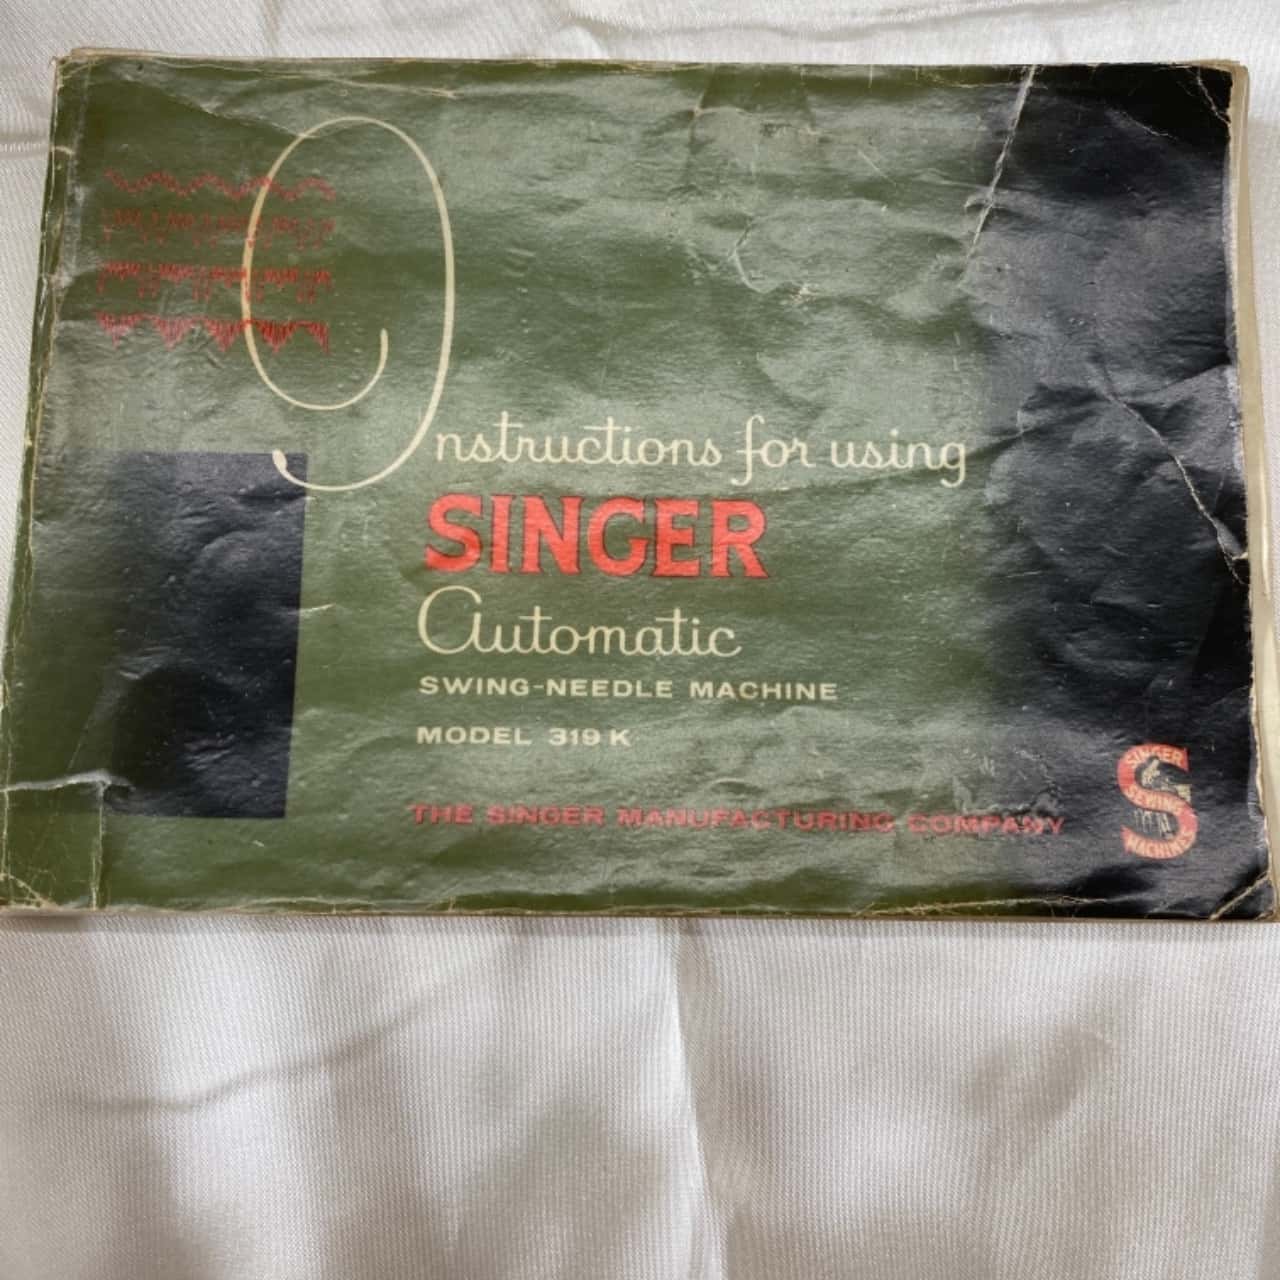 Instructions for using
SINGER
Automatic
SWING-NEEDLE MACHINE
MODEL 319 K
THE SINGER MANUFACTURING COMPANY
SINGER
SEWING
MACHINES